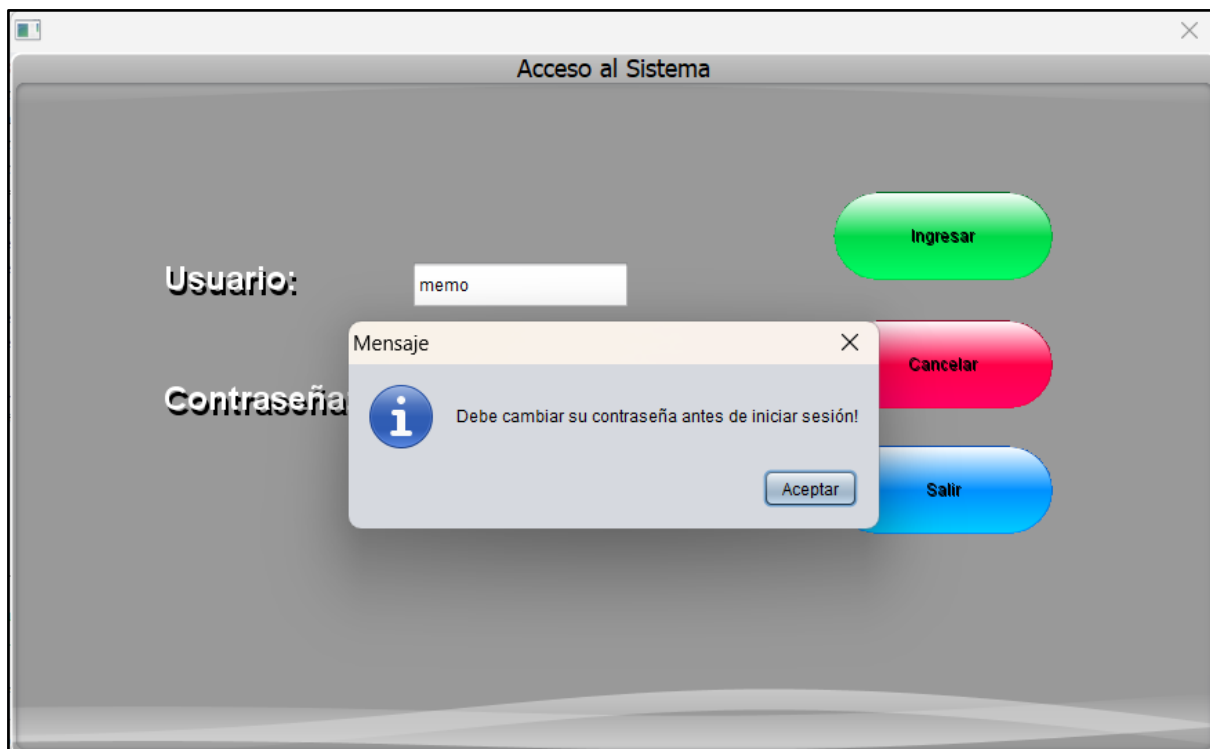 Acceso al Sistema
Ingresar
Usuario:
memo
Mensaje
Cancelar
Contraseña
Debe cambiar su contraseña antes de iniciar sesión!
Aceptar
Salir